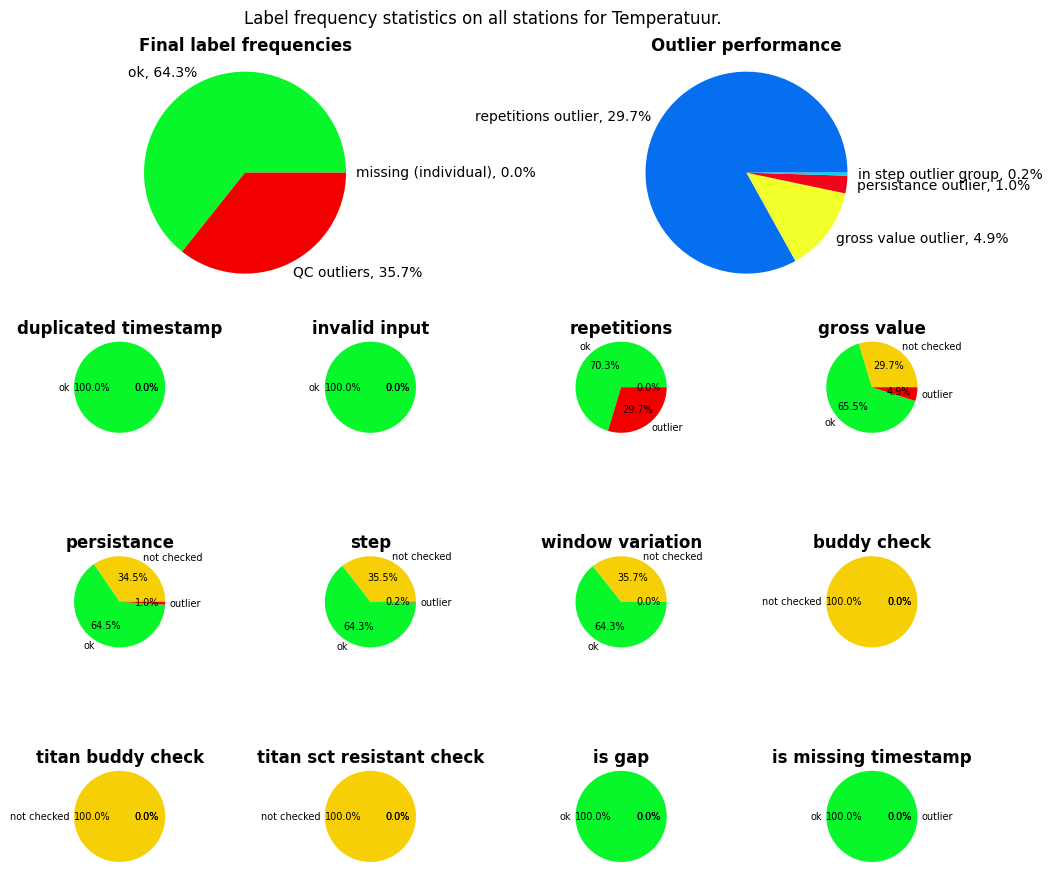 Label frequency statistics on all stations for Temperatuur.
Final label frequencies
ok, 64.3%
missing (individual), 0.0%
QC outliers, 35.7%
Outlier performance
repetitions outlier, 29.7%
in step outlier group, 0.2%
persistance outlier, 1.0%
gross value outlier, 4.9%
duplicated timestamp
ok 100.0% 0.0%
invalid input
ok 100.0% 0.0%
repetitions
ok
70.3%
0.0%
29.7%
outlier
gross value
not checked
29.7%
4.9% outlier
65.5%
ok
persistance
not checked
34.5%
1.0% outlier
64.5%
ok
step
not checked
35.5%
0.2% outlier
64.3%
ok
window variation
not checked
35.7%
0.0%
64.3%
ok
buddy check
not checked 100.0% 0.0%
titan buddy check
not checked 100.0% 0.0%
titan sct resistant check
not checked 100.0% 0.0%
is gap
ok 100.0% 0.0%
is missing timestamp
ok 100.0% 0.0% outlier